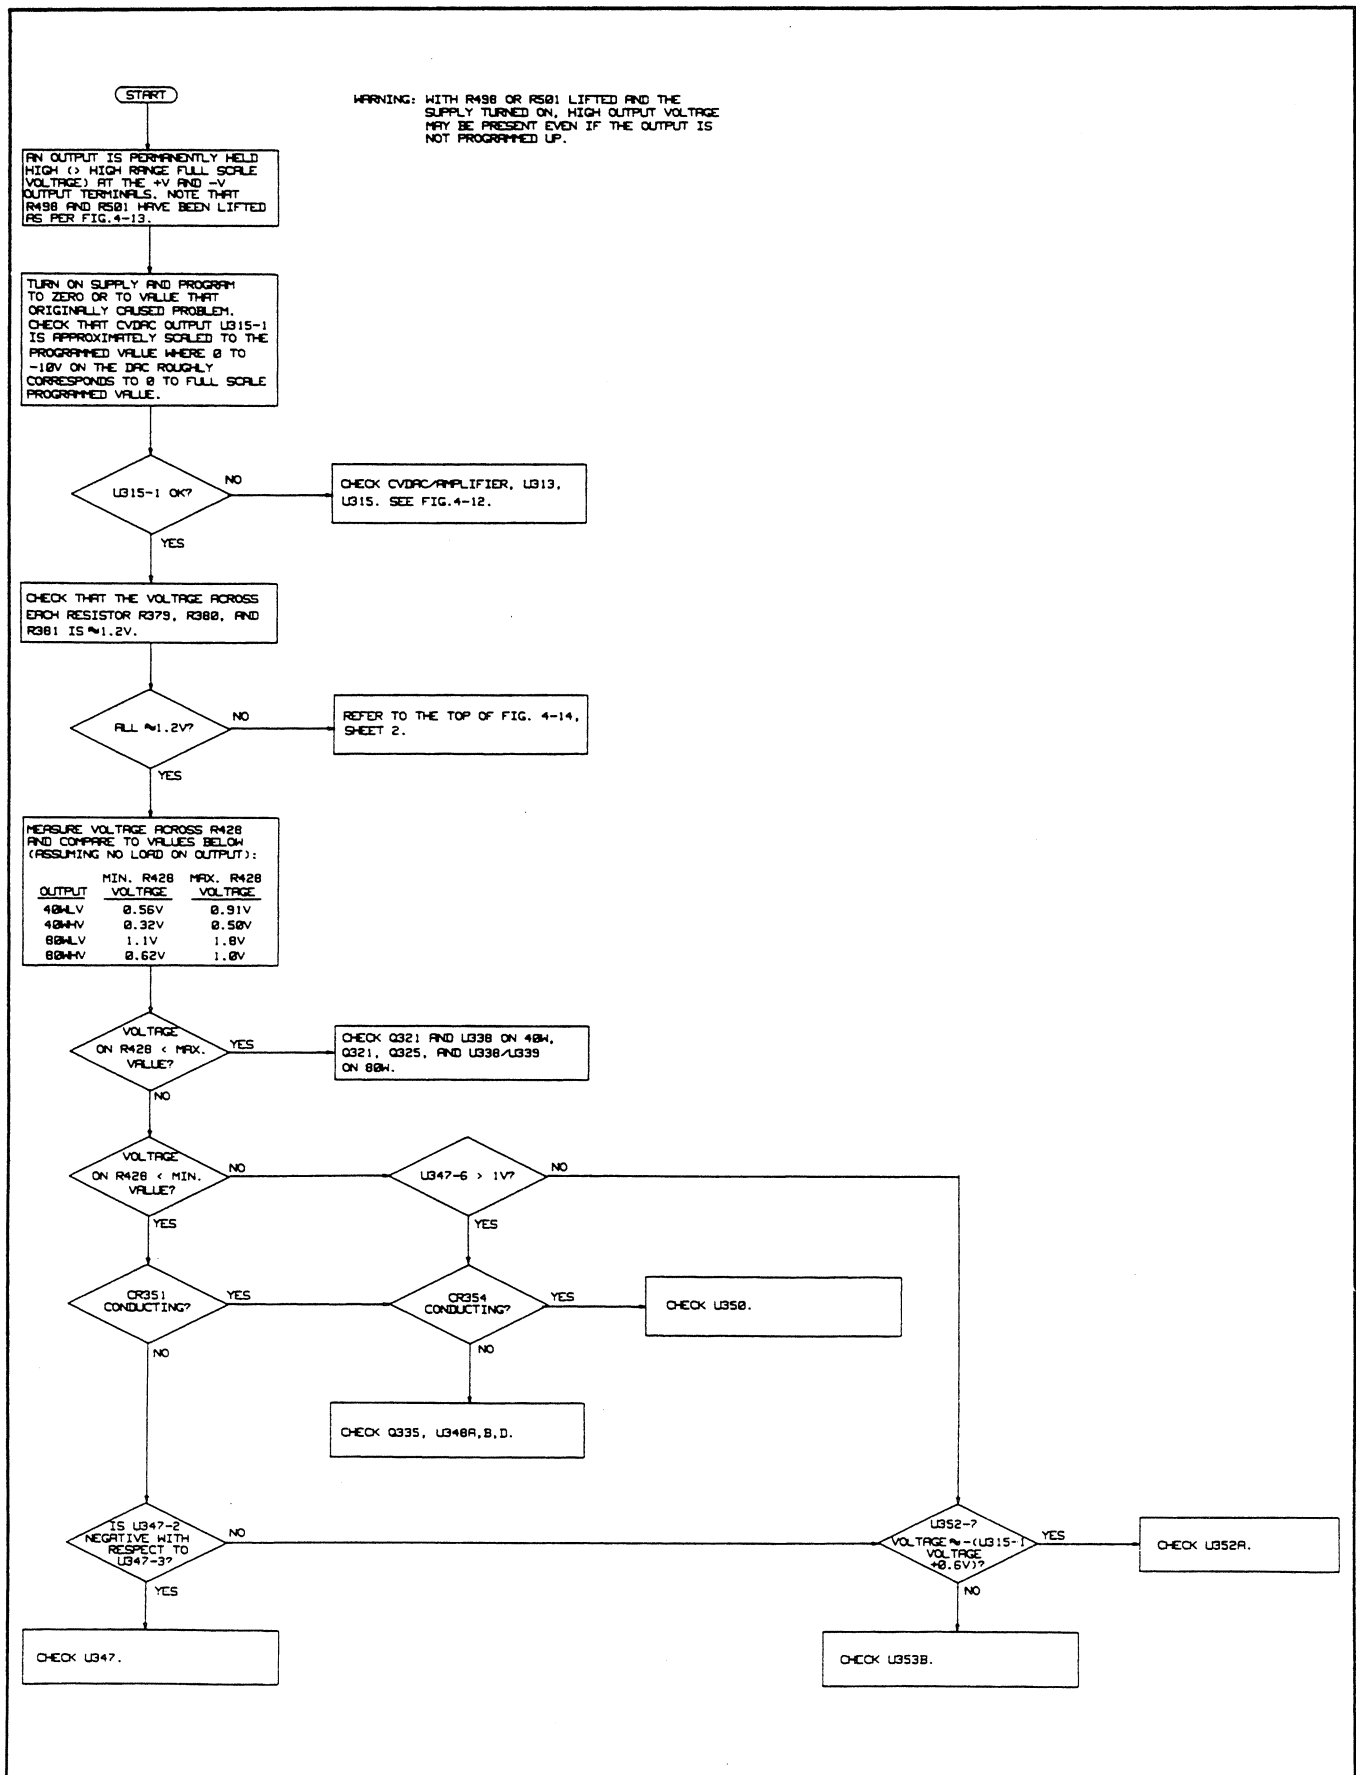 START
WARNING: WITH R498 OR R501 LIFTED AND THE
SUPPLY TURNED ON, HIGH OUTPUT VOLTAGE
MAY BE PRESENT EVEN IF THE OUTPUT IS
NOT PROGRAMMED UP.
AN OUTPUT IS PERMANENTLY HELD
HIGH (> HIGH RANGE FULL SCALE
VOLTAGE) AT THE +V AND -V
OUTPUT TERMINALS. NOTE THAT
R498 AND R501 HAVE BEEN LIFTED
AS PER FIG.4-13.
TURN ON SUPPLY AND PROGRAM
TO ZERO OR TO VALUE THAT
ORIGINALLY CAUSED PROBLEM.
CHECK THAT CVDAC OUTPUT U315-1
IS APPROXIMATELY SCALED TO THE
PROGRAMMED VALUE WHERE 0 TO
-10V ON THE DAC ROUGHLY
CORRESPONDS TO 0 TO FULL SCALE
PROGRAMMED VALUE.
U315-1 OK?
NO
CHECK CVDAC/AMPLIFIER, U313,
U315. SEE FIG.4-12.
YES
CHECK THAT THE VOLTAGE ACROSS
EACH RESISTOR R379, R380, AND
R381 IS ≈1.2V.
ALL ≈1.2V?
NO
REFER TO THE TOP OF FIG. 4-14,
SHEET 2.
YES
MEASURE VOLTAGE ACROSS R428
AND COMPARE TO VALUES BELOW
(ASSUMING NO LOAD ON OUTPUT):
MIN. R428 MAX. R428
OUTPUT VOLTAGE VOLTAGE
40WLV 0.56V 0.91V
40WHV 0.32V 0.50V
80WLV 1.1V 1.8V
80WHV 0.62V 1.0V
VOLTAGE
ON R428 < MAX.
VALUE?
YES
CHECK Q321 AND U338 ON 40W,
Q321, Q325, AND U338/U339
ON 80W.
NO
VOLTAGE
ON R428 < MIN.
VALUE?
NO
U347-6 > 1V?
NO
YES
YES
CR351
CONDUCTING?
YES
CR354
CONDUCTING?
YES
CHECK U350.
NO
NO
CHECK Q335, U348A,B,D.
IS U347-2
NEGATIVE WITH
RESPECT TO
U347-3?
NO
U352-7
VOLTAGE ≈ -(U315-1
VOLTAGE
+0.6V)?
YES
CHECK U352A.
YES
NO
CHECK U347.
CHECK U353B.